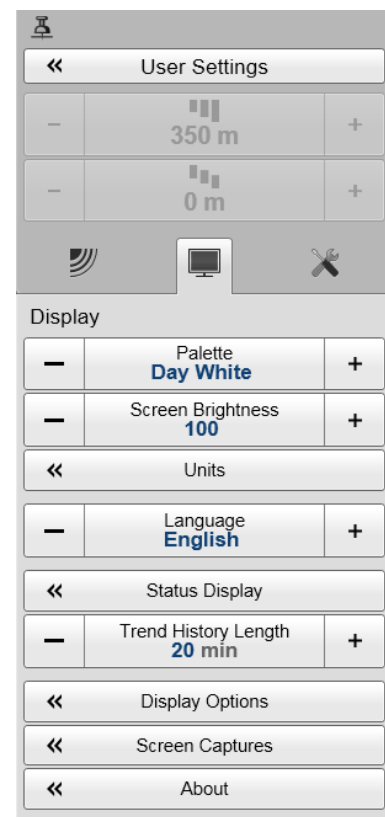 « User Settings
350 m
− +
0 m
− +
Display
Palette
− Day White +
Screen Brightness
− 100 +
« Units
Language
− English +
« Status Display
Trend History Length
− 20 min +
« Display Options
« Screen Captures
« About